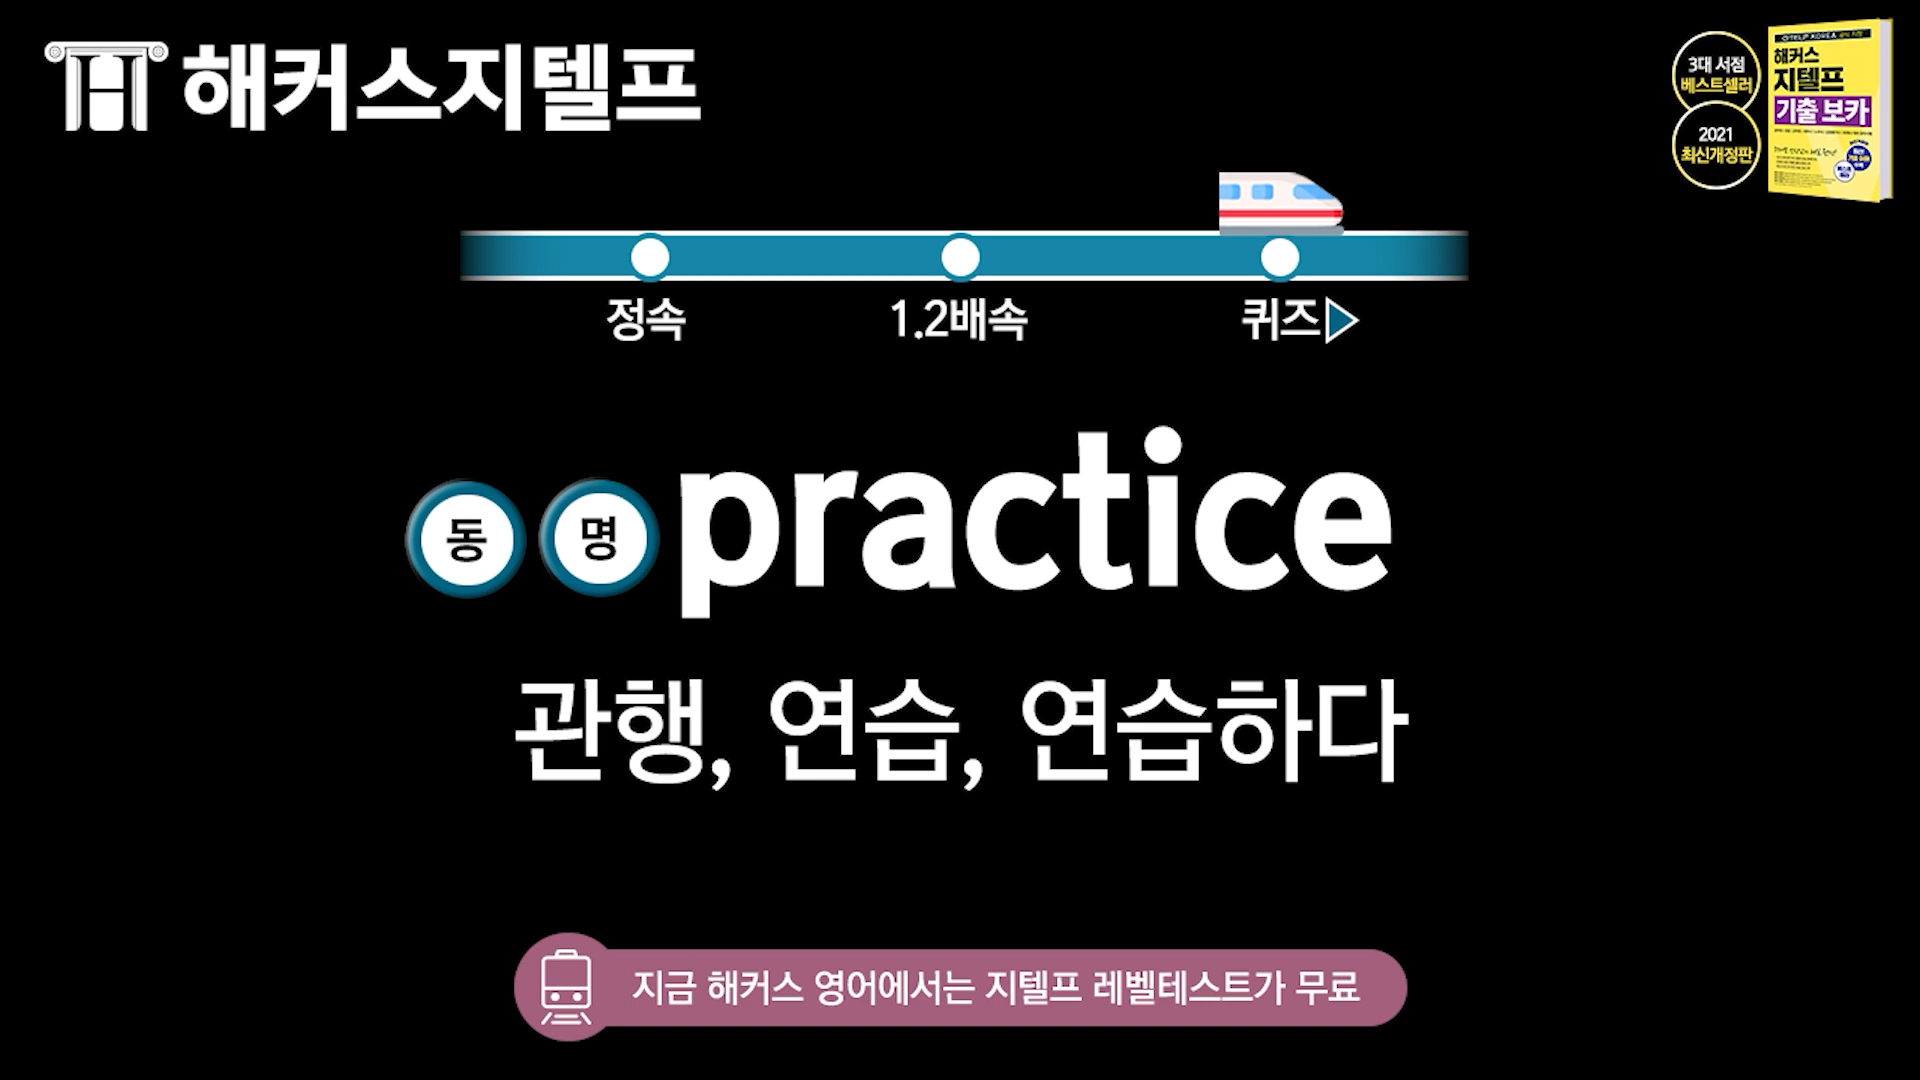 해커스지텔프
3대 서점
베스트셀러
2021
최신개정판
해커스
지텔프
기출 보카
정속
1.2배속
퀴즈
동 명 practice
관행, 연습, 연습하다
지금 해커스 영어에서는 지텔프 레벨테스트가 무료